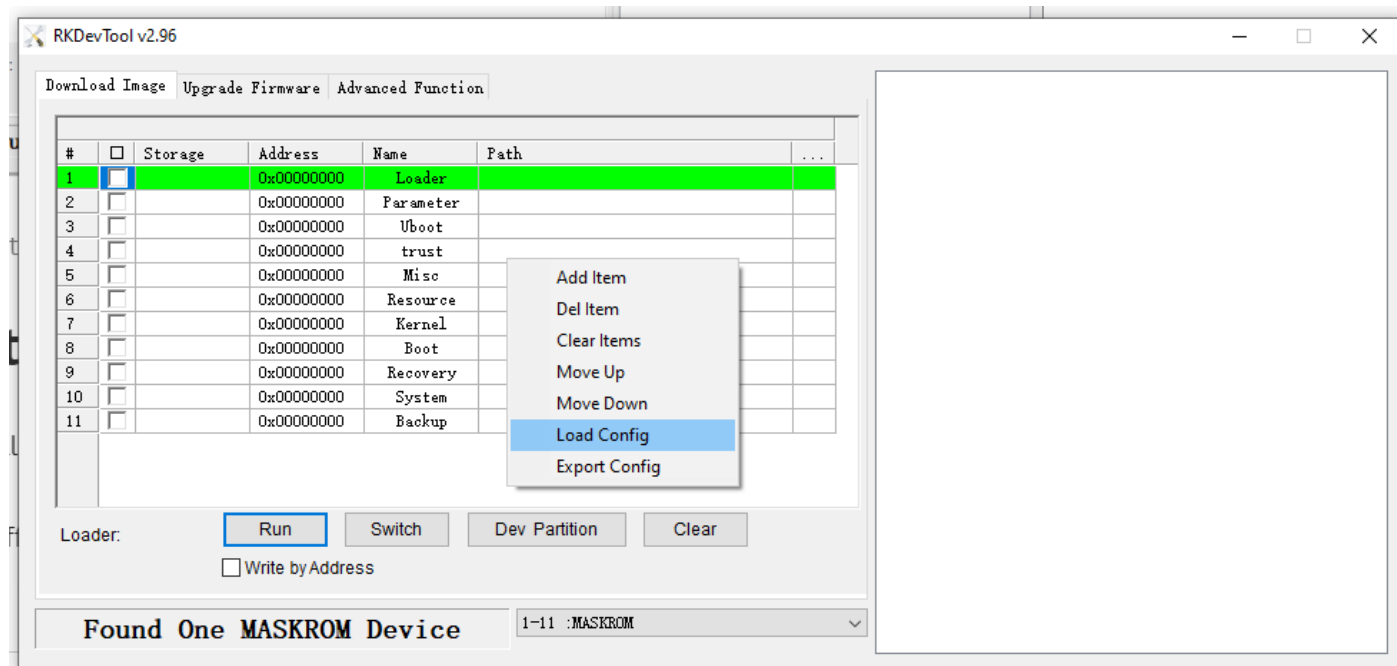 RKDevTool v2.96
Download Image Upgrade Firmware Advanced Function
# Storage Address Name Path ...
1 0x00000000 Loader
2 0x00000000 Parameter
3 0x00000000 Uboot
4 0x00000000 trust
5 0x00000000 Misc
6 0x00000000 Resource
7 0x00000000 Kernel
8 0x00000000 Boot
9 0x00000000 Recovery
10 0x00000000 System
11 0x00000000 Backup
Add Item
Del Item
Clear Items
Move Up
Move Down
Load Config
Export Config
Loader: Run Switch Dev Partition Clear
Write by Address
Found One MASKROM Device 1-11 :MASKROM